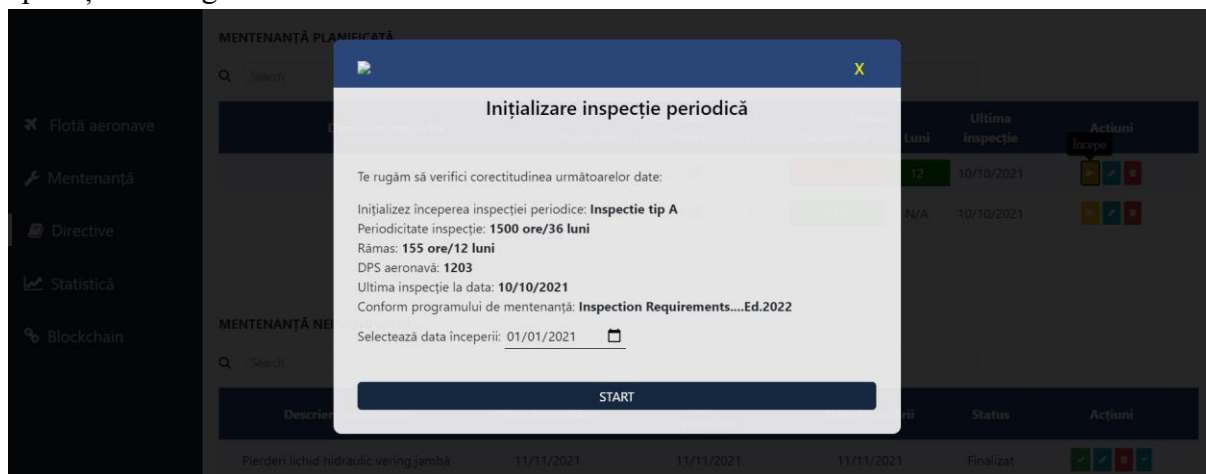 MENTENANȚĂ PLANIFICATĂ
Search
X
Inițializare inspecție periodică
Flotă aeronave
Mentenanță
Directive
Statistică
Blockchain
Luni
Ultima inspecție
Acțiuni
Începe
12
10/10/2021
N/A
10/10/2021
Te rugăm să verifici corectitudinea următoarelor date:
Inițializez începerea inspecției periodice: Inspectie tip A
Periodicitate inspecție: 1500 ore/36 luni
Rămas: 155 ore/12 luni
DPS aeronavă: 1203
Ultima inspecție la data: 10/10/2021
Conform programului de mentenanță: Inspection Requirements....Ed.2022
Selectează data începerii: 01/01/2021
START
MENTENANȚĂ
Search
Status
Acțiuni
Pierderi lichid hidraulic vering jambă 11/11/2021 11/11/2021 11/11/2021 Finalizat